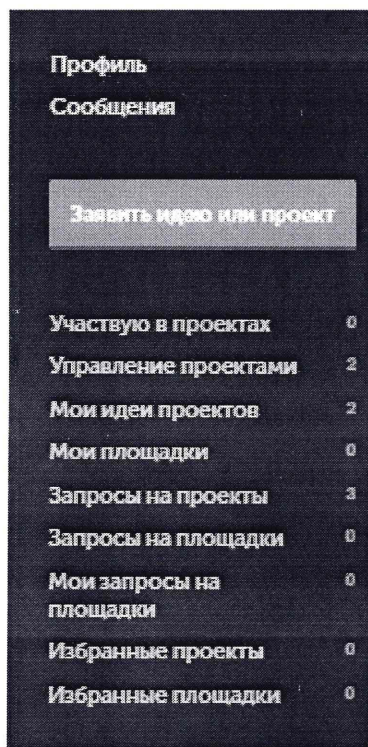 Профиль
Сообщения
Заявить идею или проект
Участвую в проектах 0
Управление проектами 2
Мои идеи проектов 2
Мои площадки 0
Запросы на проекты 3
Запросы на площадки 0
Мои запросы на 0
площадки
Избранные проекты 0
Избранные площадки 0